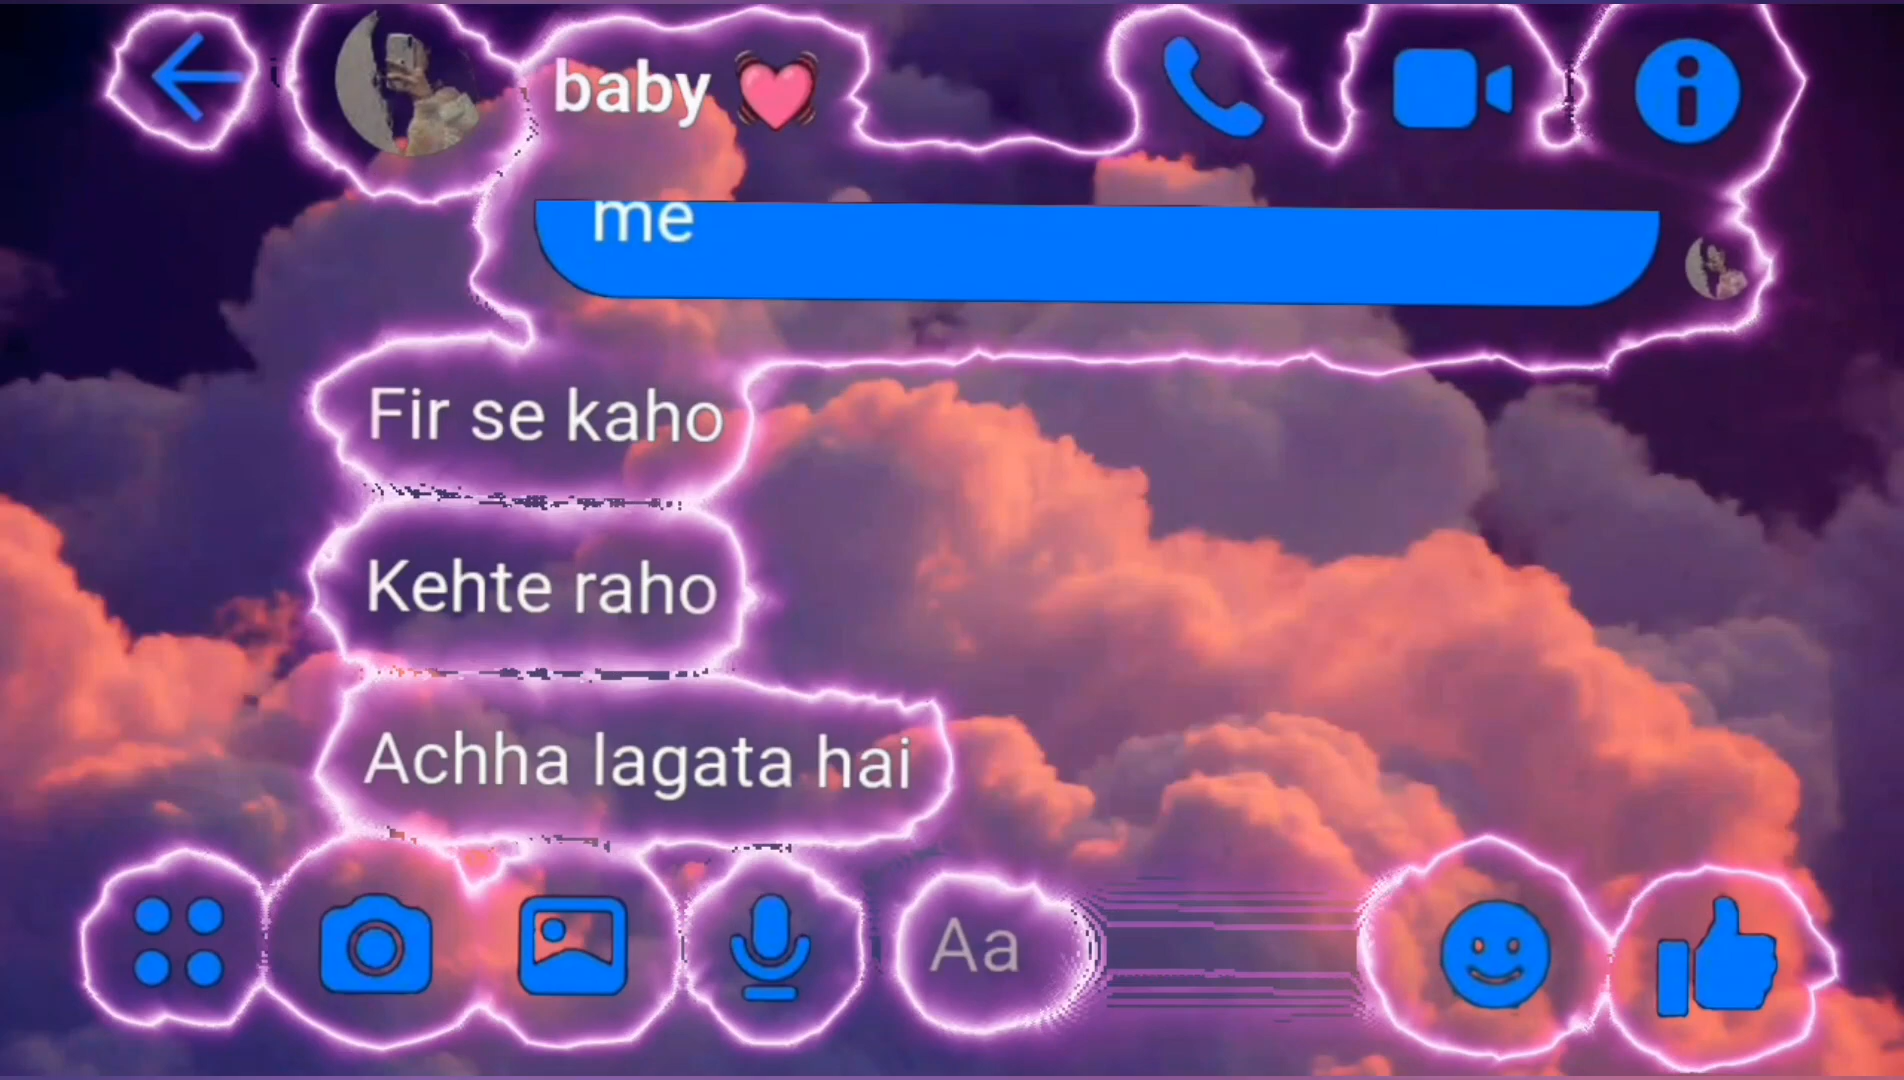 baby 💓
me
Fir se kaho
Kehte raho
Achha lagata hai
Aa